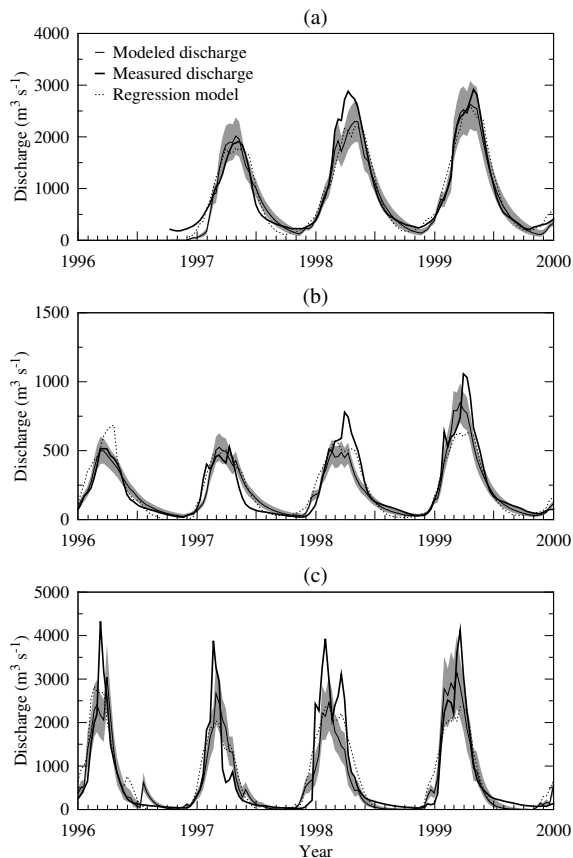 (a)
4000
3000
2000
1000
0
Discharge (m³ s⁻¹)
Modeled discharge
Measured discharge
Regression model
1996 1997 1998 1999 2000
(b)
1500
1000
500
0
Discharge (m³ s⁻¹)
1996 1997 1998 1999 2000
(c)
5000
4000
3000
2000
1000
0
Discharge (m³ s⁻¹)
1996 1997 1998 1999 2000
Year